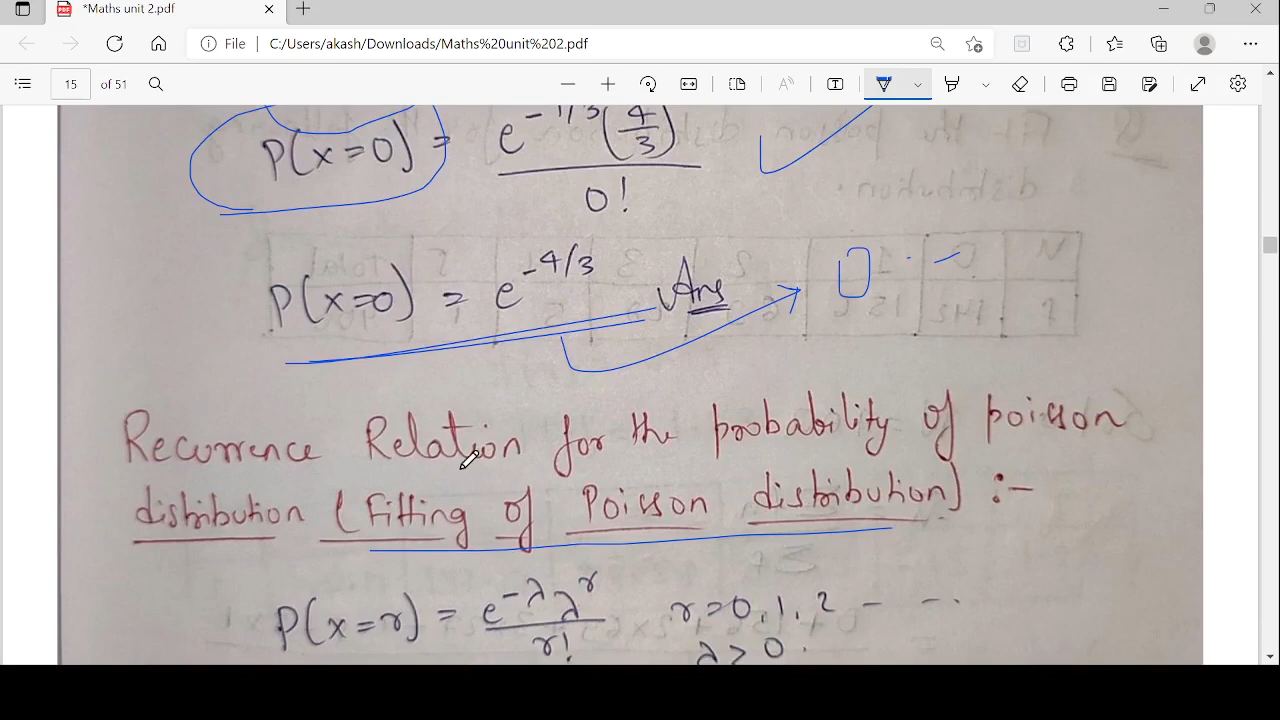 *Maths unit 2.pdf
File C:/Users/akash/Downloads/Maths%20unit%202.pdf
15 of 51
P(x=0) = e^-4/3 (4/3)
0!
P(x=0) = e^-4/3 Ans
0
Recurrence Relation for the probability of poisson
distribution (Fitting of Poisson distribution) :-
P(x=r) = e^-λ λ^r / r! r=0,1,2 - -.
λ > 0.